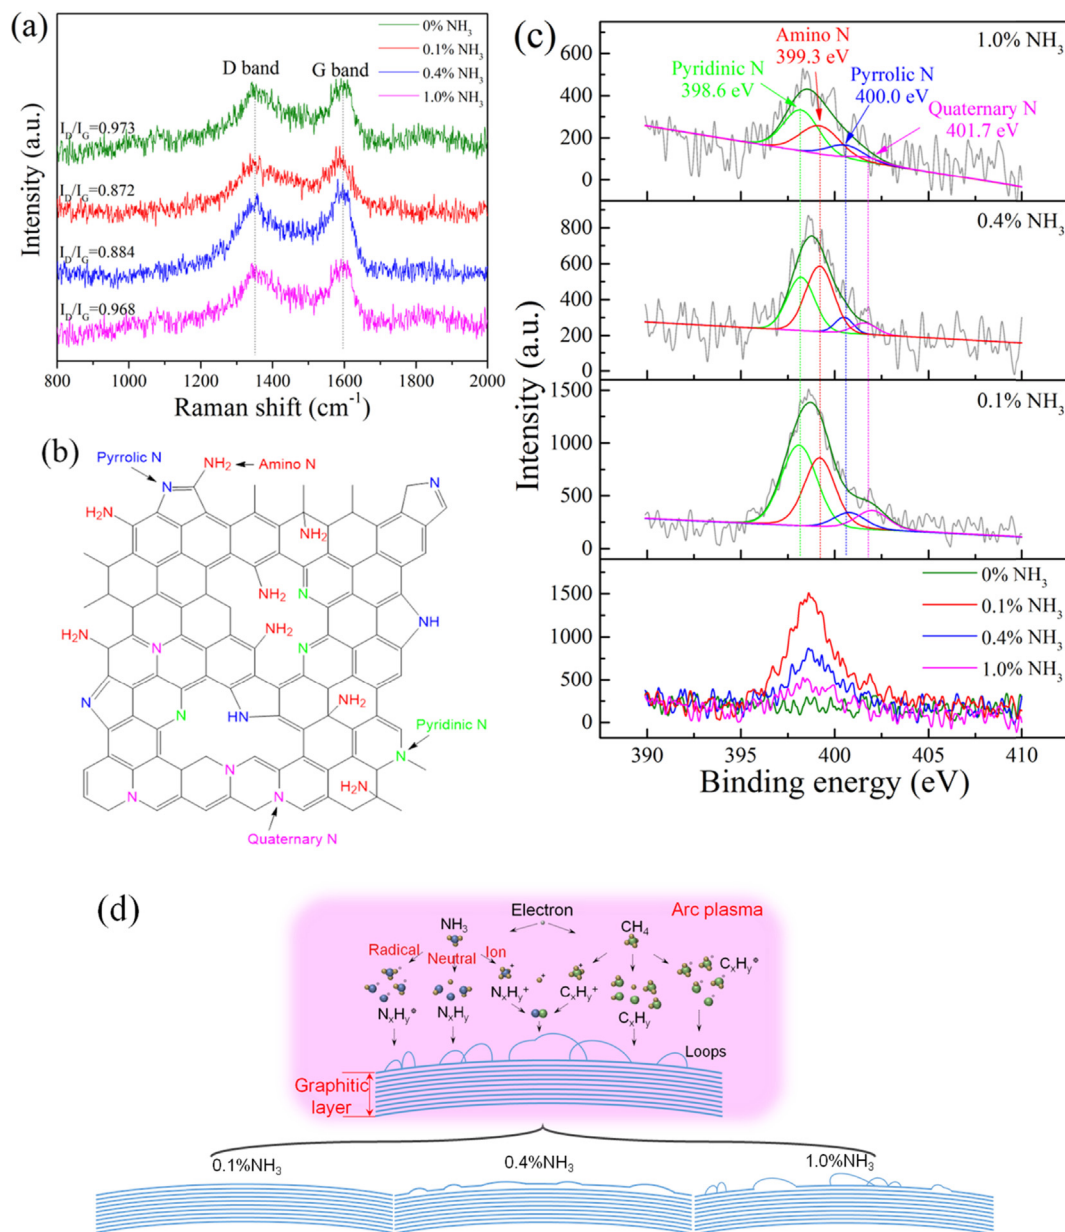 (a)
0% NH3
0.1% NH3
0.4% NH3
1.0% NH3
D band
G band
ID/IG=0.973
ID/IG=0.872
ID/IG=0.884
ID/IG=0.968
Intensity (a.u.)
800 1000 1200 1400 1600 1800 2000
Raman shift (cm-1)
(b)
Pyrrolic N
NH2
Amino N
N
N
H2N
NH2
NH2
N
H2N
NH2
NH
N
N
N
NH2
N
HN
Pyridinic N
N
N
H2N
N
N
Quaternary N
(c)
1.0% NH3
Amino N
399.3 eV
Pyridinic N
398.6 eV
Pyrrolic N
400.0 eV
Quaternary N
401.7 eV
600
400
200
0
0.4% NH3
800
600
400
200
0
0.1% NH3
1500
1000
500
0
0% NH3
0.1% NH3
0.4% NH3
1.0% NH3
1500
1000
500
0
Intensity (a.u.)
390 395 400 405 410
Binding energy (eV)
(d)
Electron
Arc plasma
NH3
CH4
Radical
Neutral
Ion
NxHy+
CxHy+
CxHy
NxHy
Loops
Graphitic
layer
0.1%NH3
0.4%NH3
1.0%NH3